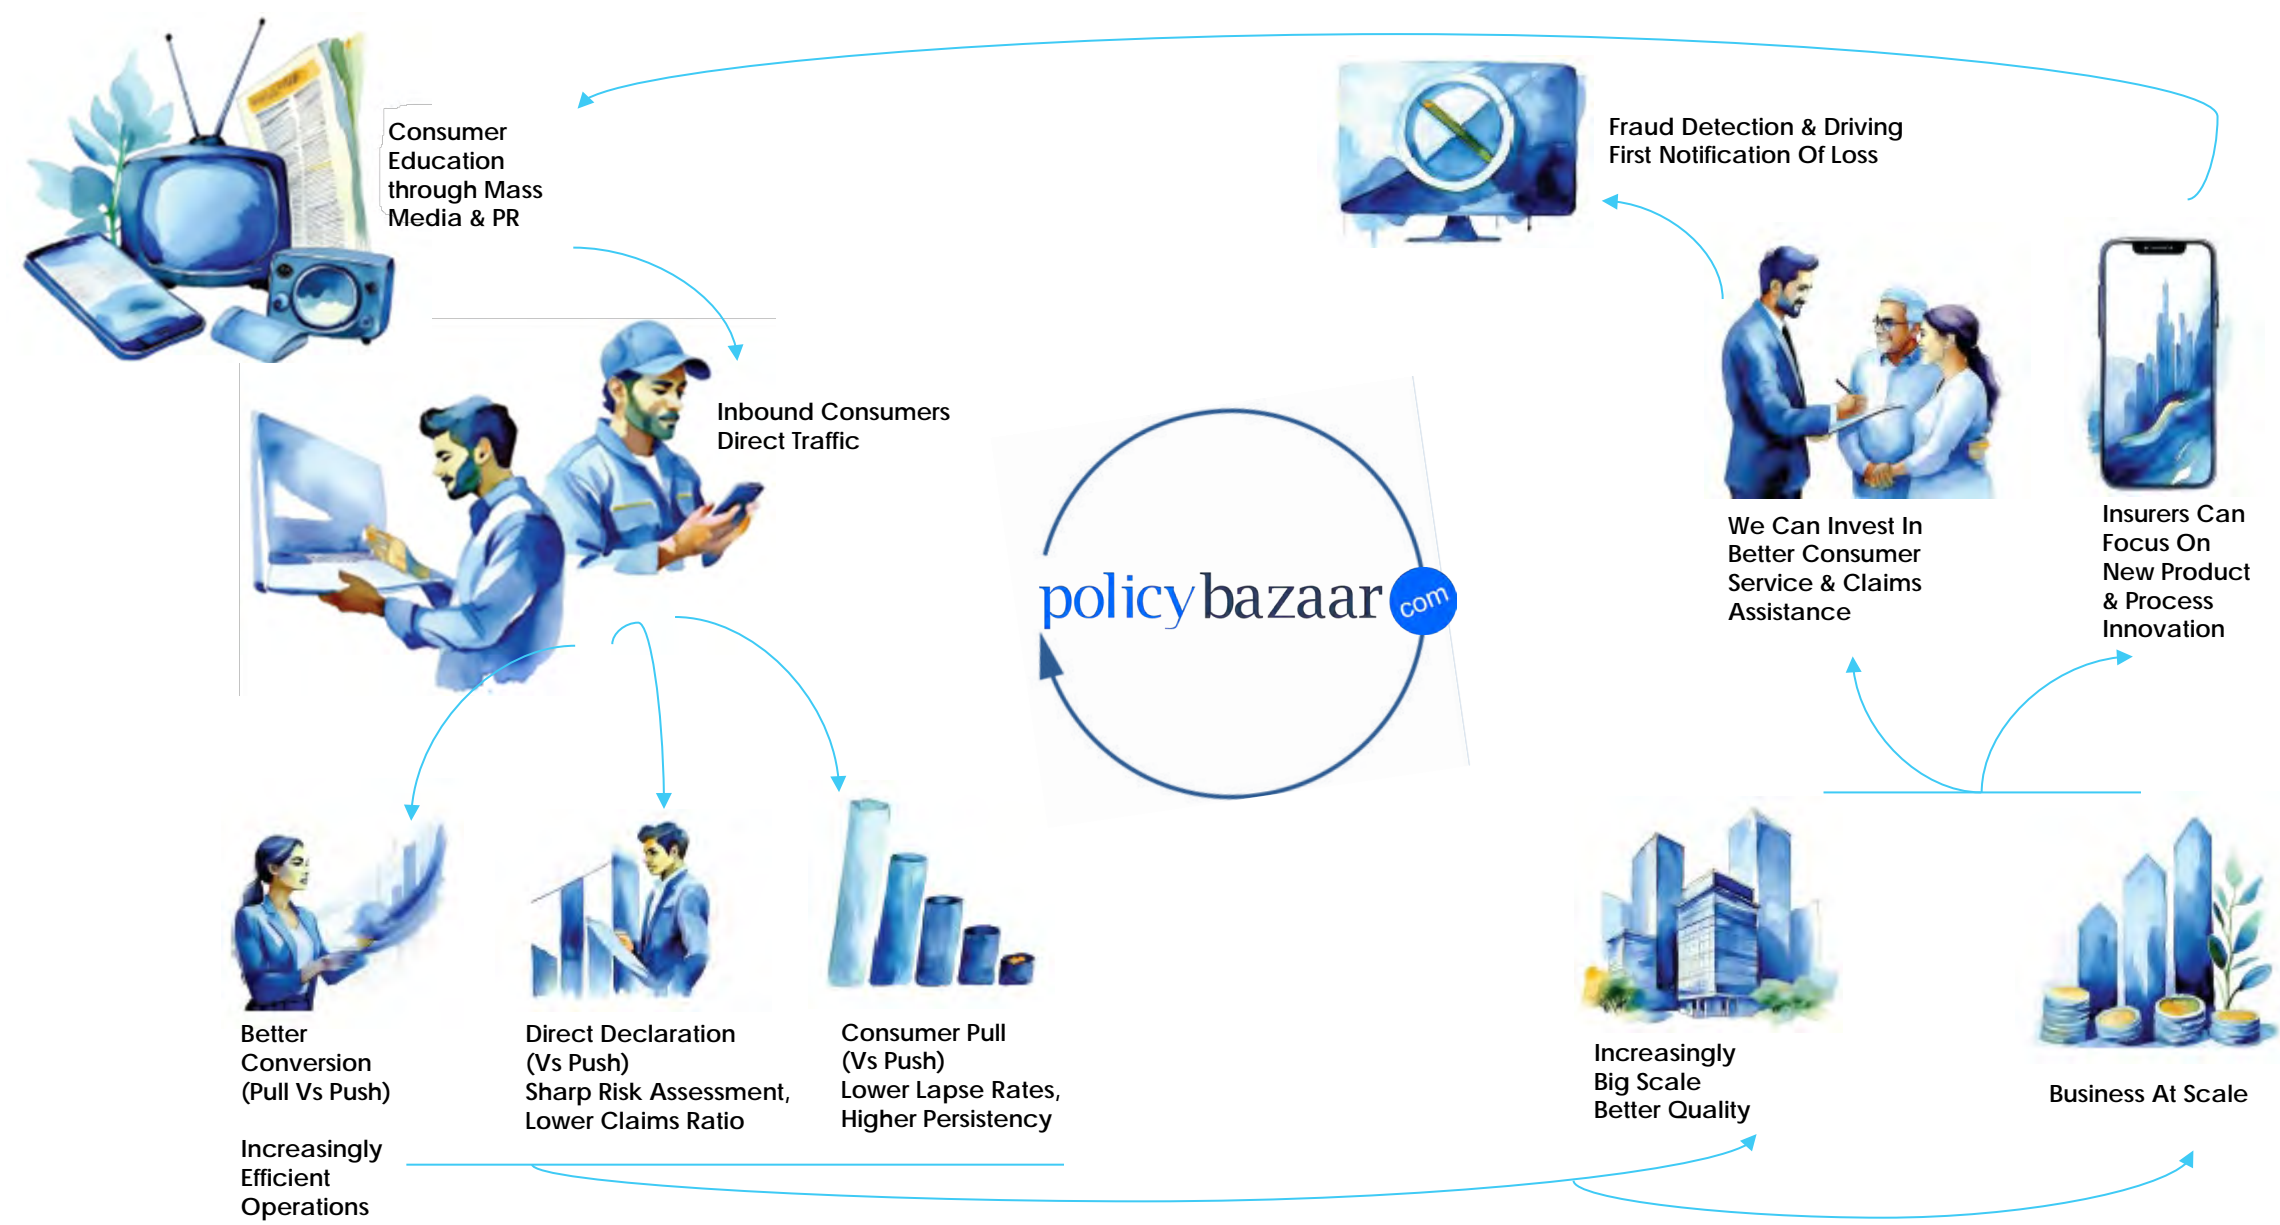 Consumer
Education
through Mass
Media & PR
Fraud Detection & Driving
First Notification Of Loss
Inbound Consumers
Direct Traffic
policybazaar com
We Can Invest In
Better Consumer
Service & Claims
Assistance
Insurers Can
Focus On
New Product
& Process
Innovation
Better
Conversion
(Pull Vs Push)
Increasingly
Efficient
Operations
Direct Declaration
(Vs Push)
Sharp Risk Assessment,
Lower Claims Ratio
Consumer Pull
(Vs Push)
Lower Lapse Rates,
Higher Persistency
Increasingly
Big Scale
Better Quality
Business At Scale